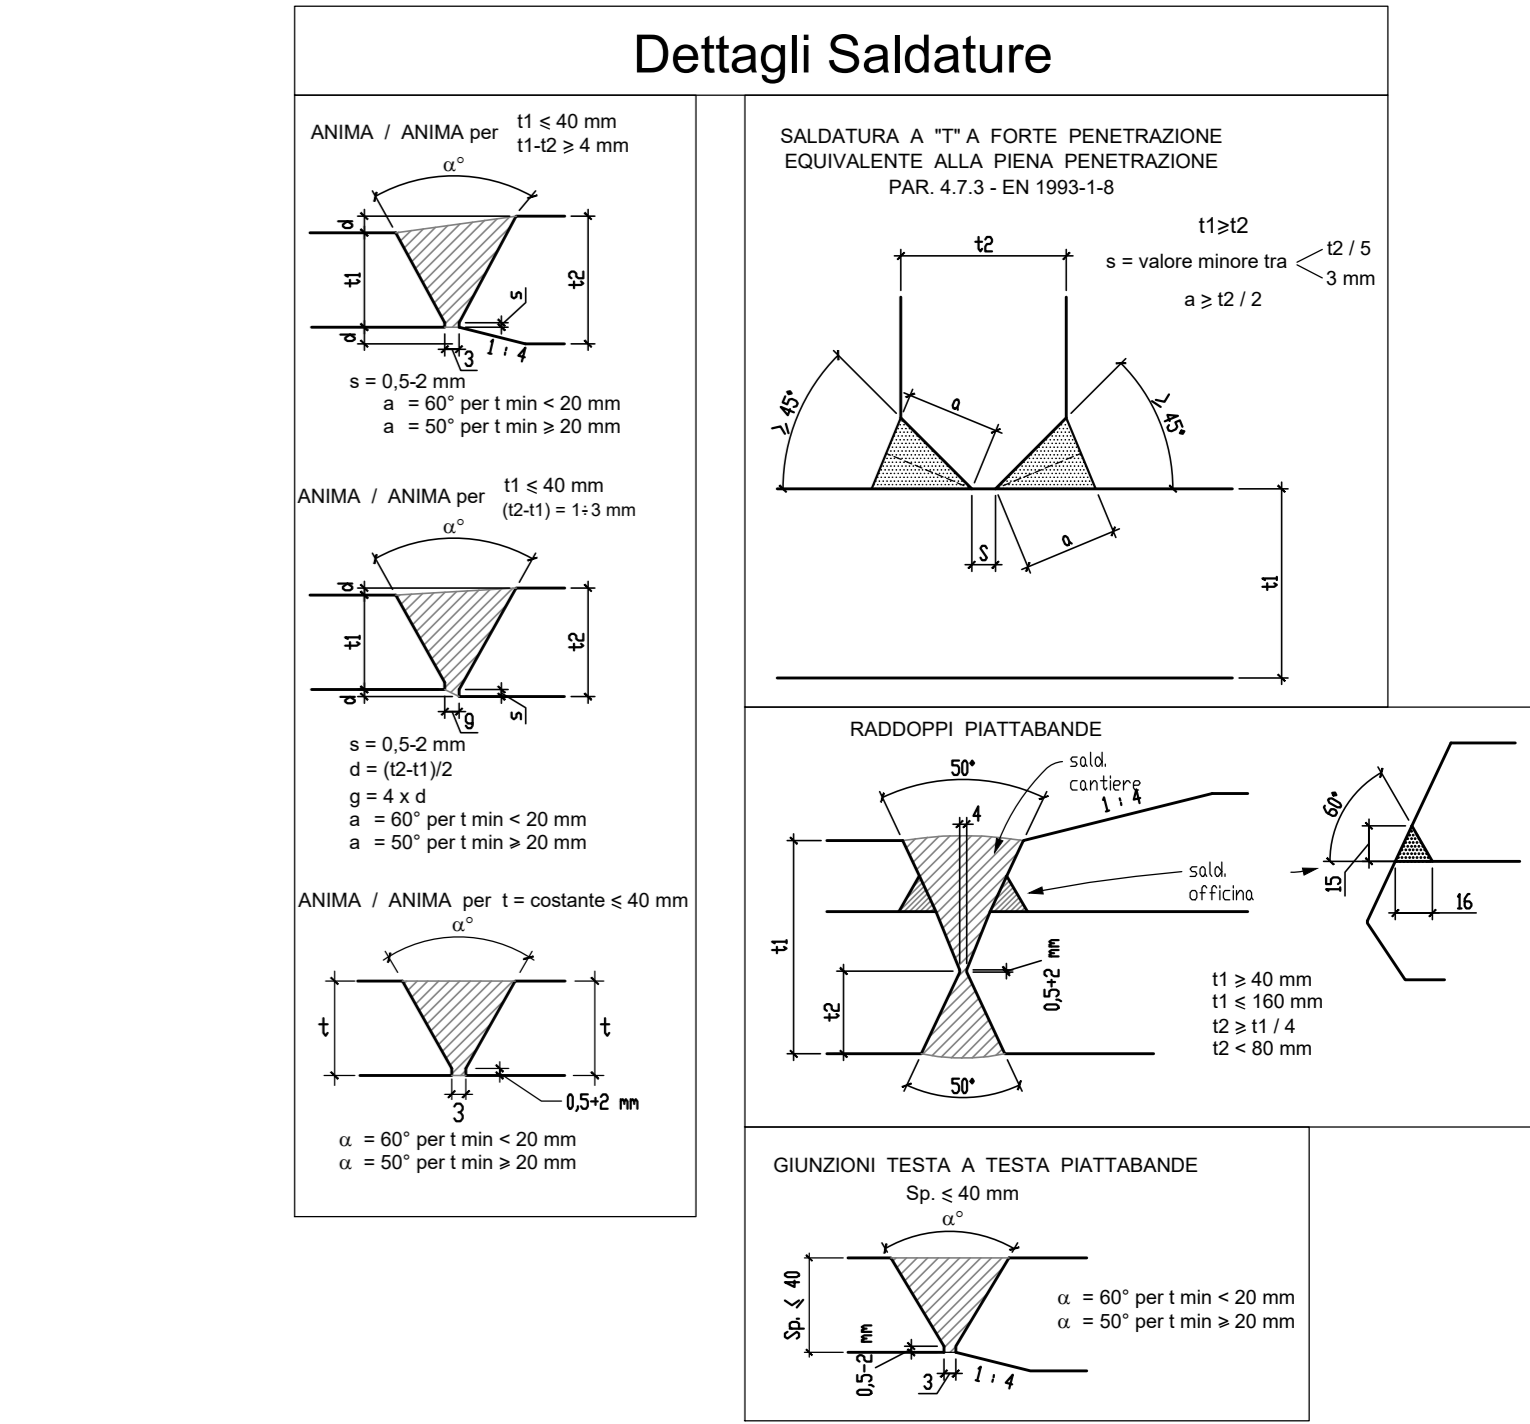 Dettagli Saldature
ANIMA / ANIMA per t1 ⩽ 40 mm
t1-t2 ⩾ 4 mm
α°
d
t1
d
t2
s
3
1 : 4
s = 0,5-2 mm
a = 60° per t min < 20 mm
a = 50° per t min ⩾ 20 mm
ANIMA / ANIMA per t1 ⩽ 40 mm
(t2-t1) = 1÷3 mm
α°
d
t1
d
t2
s
g
s = 0,5-2 mm
d = (t2-t1)/2
g = 4 x d
a = 60° per t min < 20 mm
a = 50° per t min ⩾ 20 mm
ANIMA / ANIMA per t = costante ⩽ 40 mm
α°
t
t
3
0,5÷2 mm
α = 60° per t min < 20 mm
α = 50° per t min ⩾ 20 mm
SALDATURA A "T" A FORTE PENETRAZIONE
EQUIVALENTE ALLA PIENA PENETRAZIONE
PAR. 4.7.3 - EN 1993-1-8
t1⩾t2
s = valore minore tra t2 / 5
3 mm
a ⩾ t2 / 2
t2
⩾ 45°
a
⩾ 45°
S
a
t1
RADDOPPI PIATTABANDE
50°
sald.
cantiere
1 : 4
4
sald.
officina
t1
t2
0,5÷2 mm
50°
60°
15
16
t1 ⩾ 40 mm
t1 ⩽ 160 mm
t2 ⩾ t1 / 4
t2 < 80 mm
GIUNZIONI TESTA A TESTA PIATTABANDE
Sp. ⩽ 40 mm
α°
Sp. ⩽ 40
0,5-2 mm
3
1 : 4
α = 60° per t min < 20 mm
α = 50° per t min ⩾ 20 mm